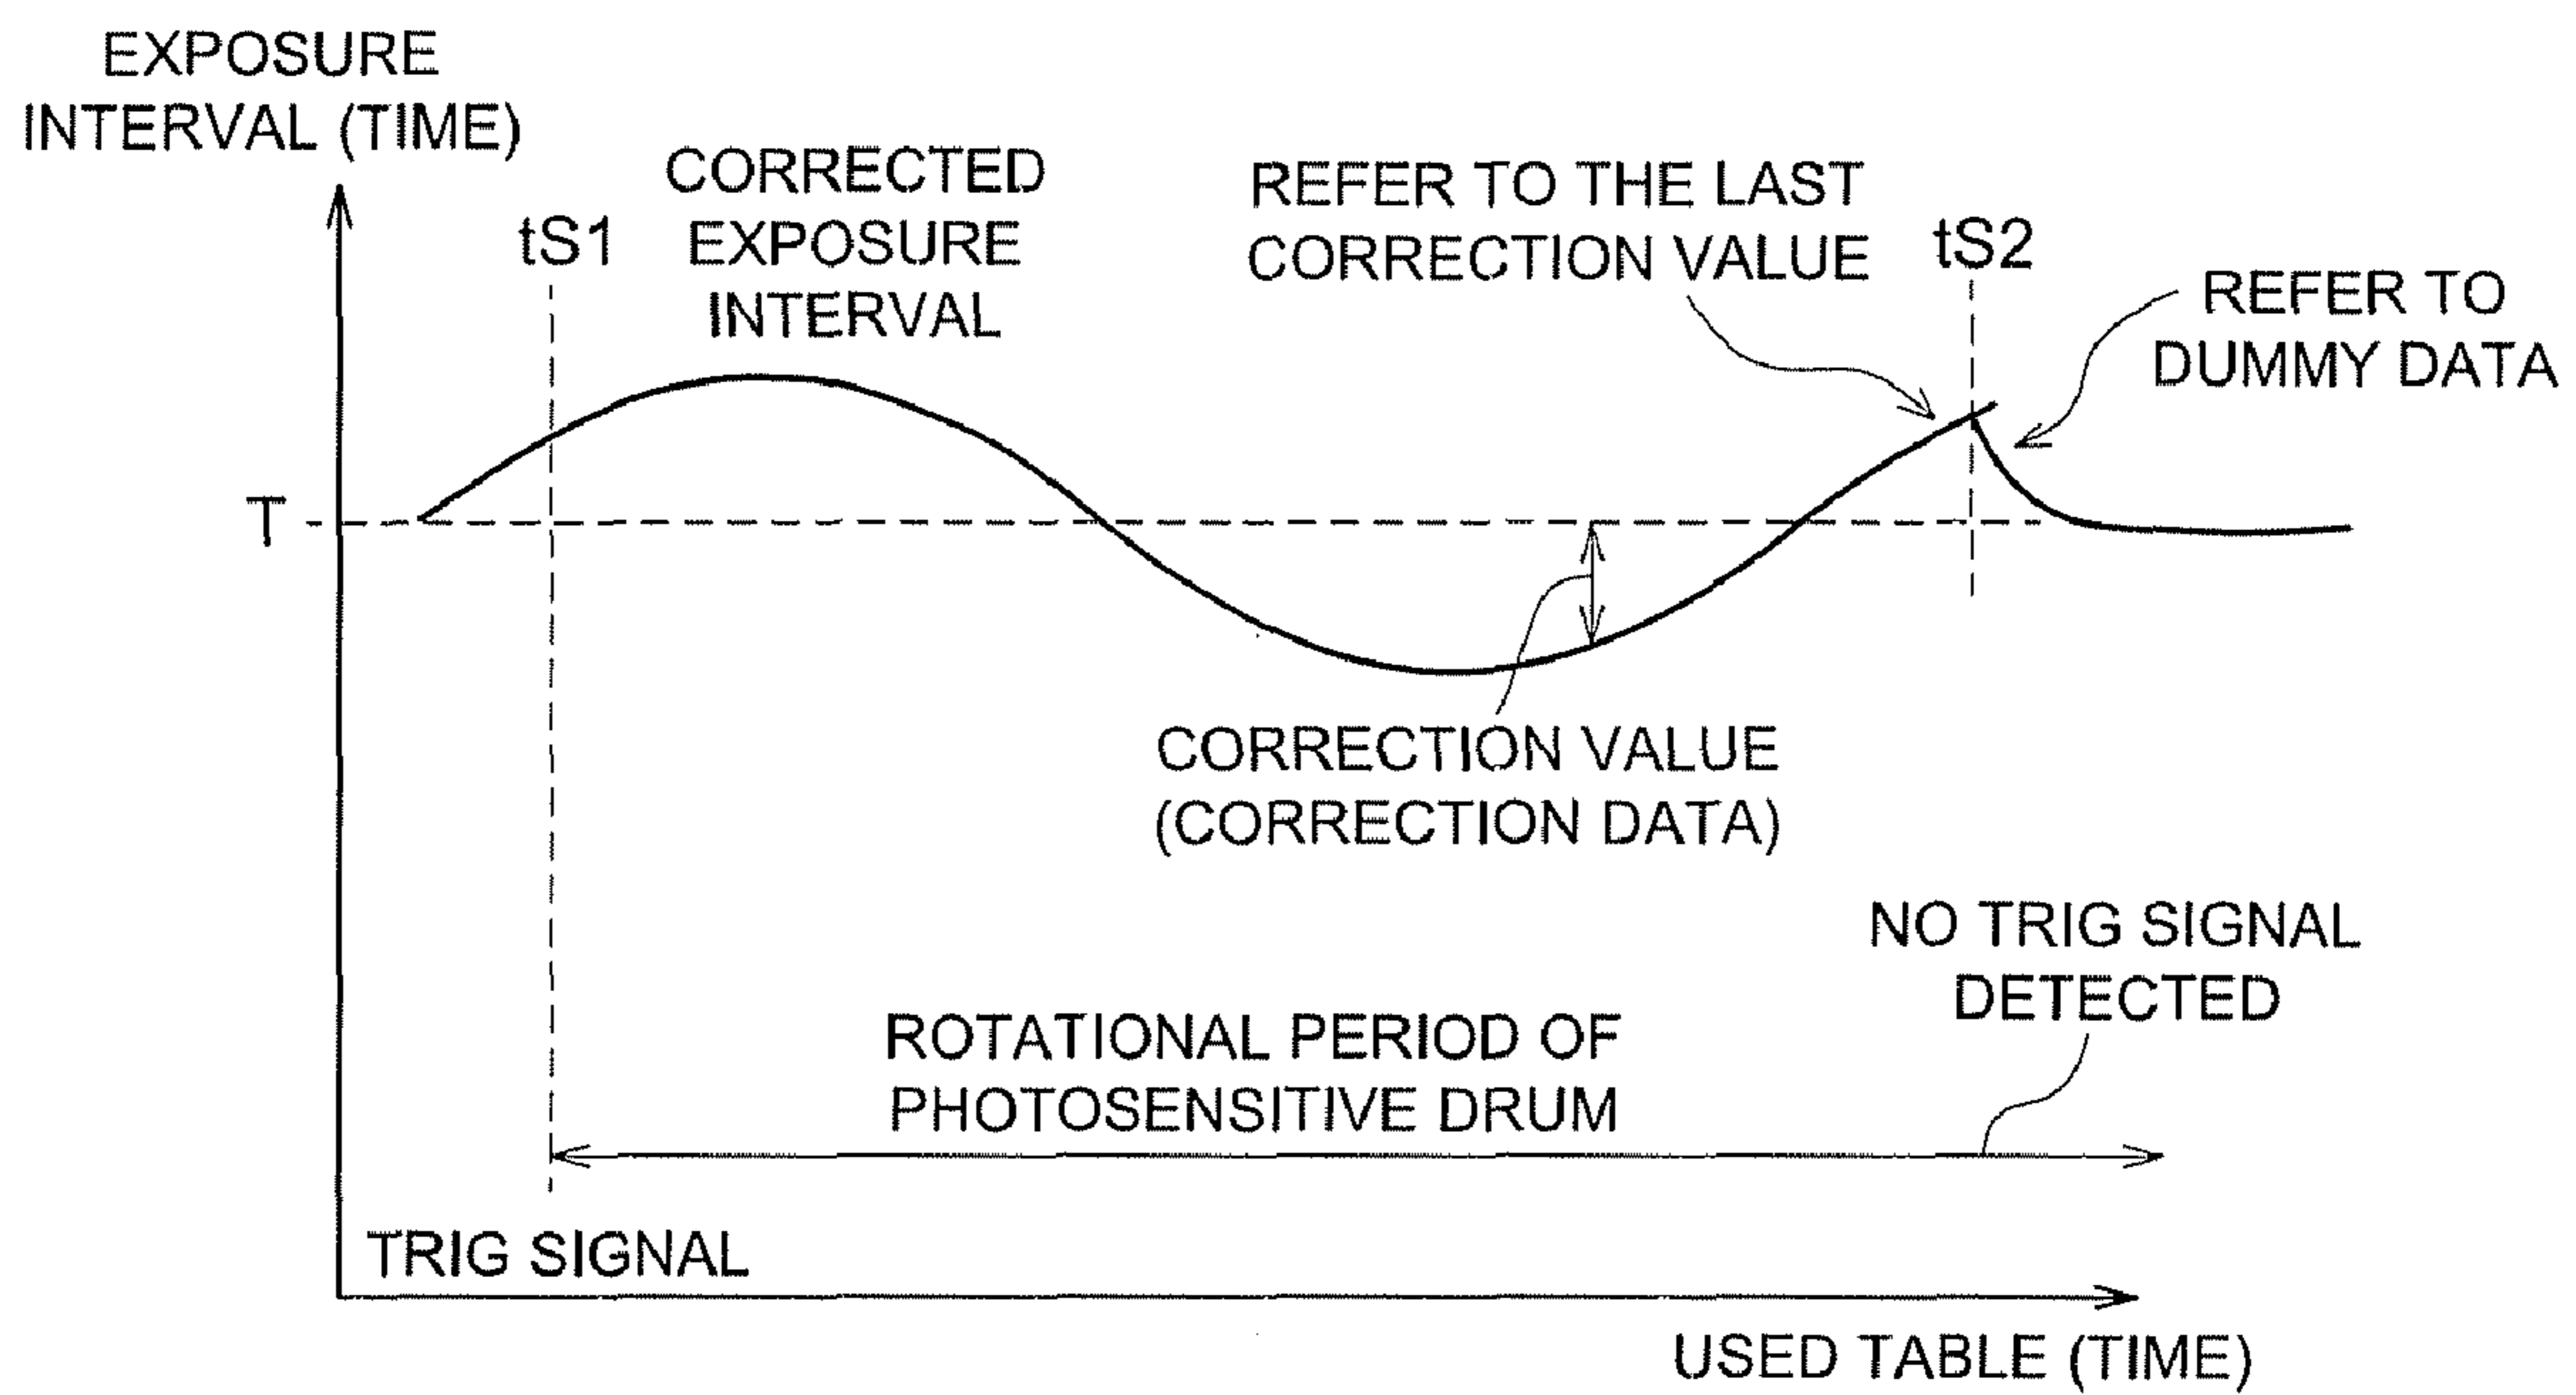 EXPOSURE
INTERVAL (TIME)
tS1
CORRECTED
EXPOSURE
INTERVAL
REFER TO THE LAST
CORRECTION VALUE
tS2
REFER TO
DUMMY DATA
T
CORRECTION VALUE
(CORRECTION DATA)
NO TRIG SIGNAL
DETECTED
ROTATIONAL PERIOD OF
PHOTOSENSITIVE DRUM
TRIG SIGNAL
USED TABLE (TIME)